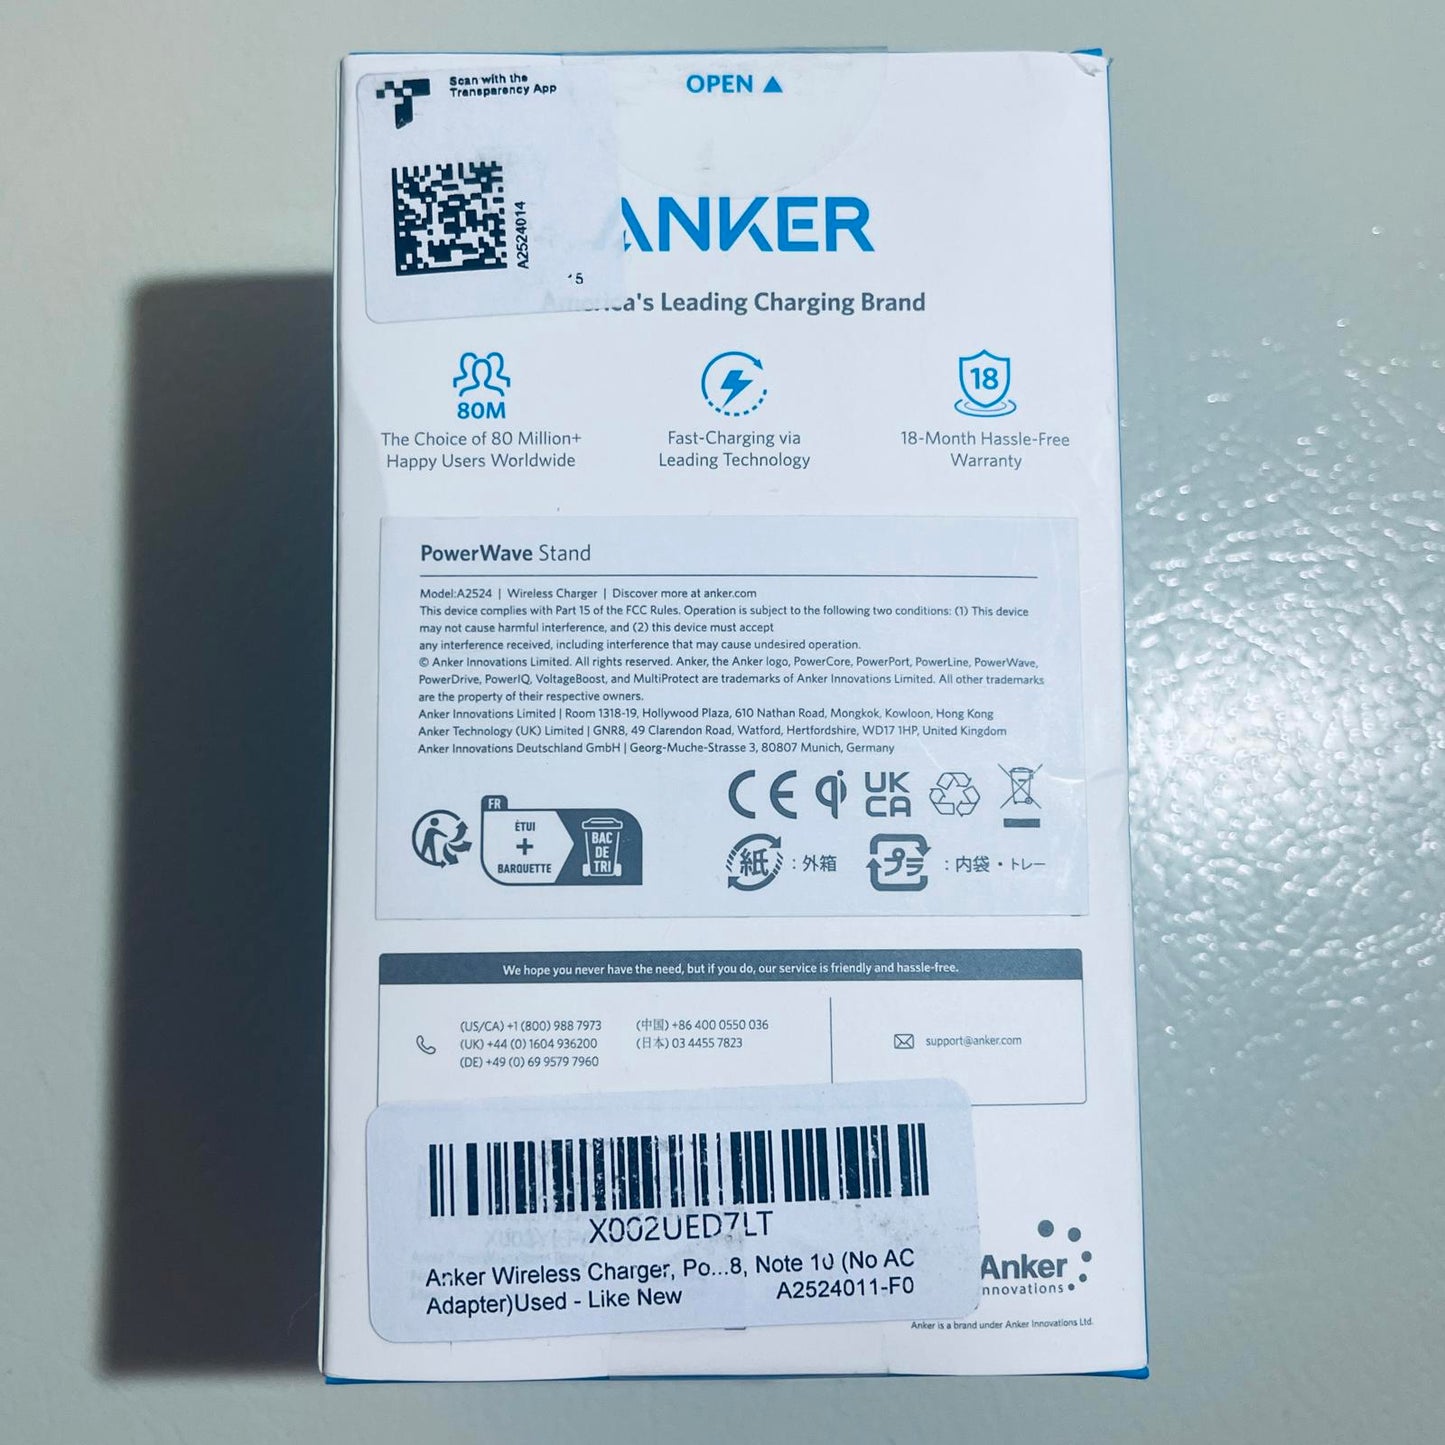 Scan with the
Transparency App
OPEN ▲
A2524014
15
ANKER
America's Leading Charging Brand
80M
18
The Choice of 80 Million+
Happy Users Worldwide
Fast-Charging via
Leading Technology
18-Month Hassle-Free
Warranty
PowerWave Stand
Model:A2524 | Wireless Charger | Discover more at anker.com
This device complies with Part 15 of the FCC Rules. Operation is subject to the following two conditions: (1) This device
may not cause harmful interference, and (2) this device must accept
any interference received, including interference that may cause undesired operation.
© Anker Innovations Limited. All rights reserved. Anker, the Anker logo, PowerCore, PowerPort, PowerLine, PowerWave,
PowerDrive, PowerIQ, VoltageBoost, and MultiProtect are trademarks of Anker Innovations Limited. All other trademarks
are the property of their respective owners.
Anker Innovations Limited | Room 1318-19, Hollywood Plaza, 610 Nathan Road, Mongkok, Kowloon, Hong Kong
Anker Technology (UK) Limited | GNR8, 49 Clarendon Road, Watford, Hertfordshire, WD17 1HP, United Kingdom
Anker Innovations Deutschland GmbH | Georg-Muche-Strasse 3, 80807 Munich, Germany
CE qi UK
CA
FR
ÈTUI
+
BARQUETTE
BAC
DE
TRI
紙 : 外箱
プラ : 内袋・トレー
We hope you never have the need, but if you do, our service is friendly and hassle-free.
(US/CA) +1 (800) 988 7973
(UK) +44 (0) 1604 936200
(DE) +49 (0) 69 9579 7960
(中国) +86 400 0550 036
(日本) 03 4455 7823
support@anker.com
X002UED7LT
Anker Wireless Charger, Po...8, Note 10 (No AC
Adapter)Used - Like New A2524011-F0
Anker
nnovations
Anker is a brand under Anker Innovations Ltd.